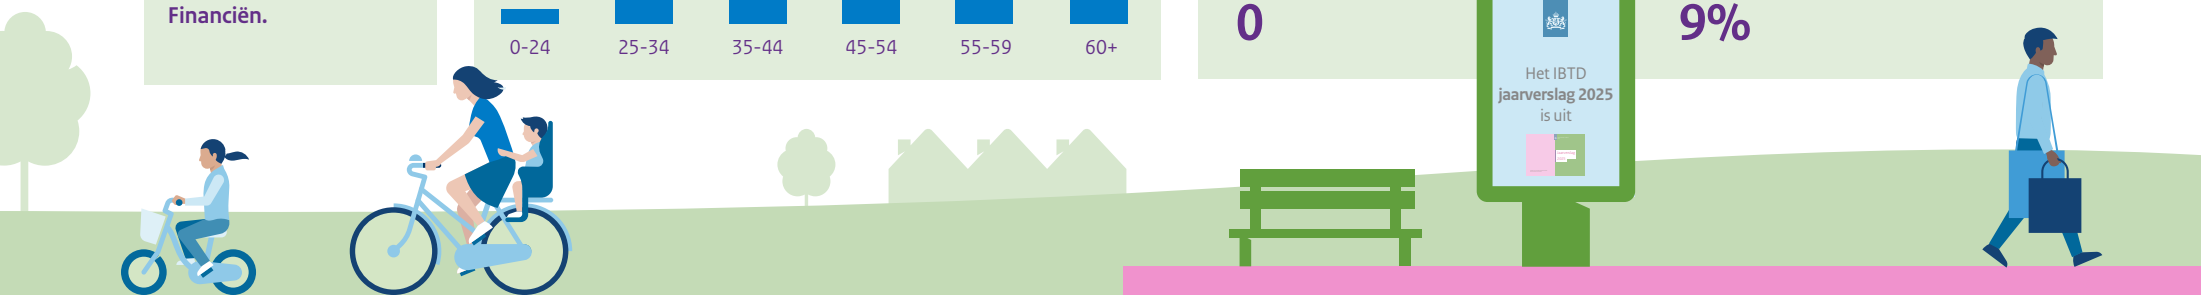 Financiën.
0-24 25-34 35-44 45-54 55-59 60+
0
9%
Het IBTD
jaarverslag 2025
is uit